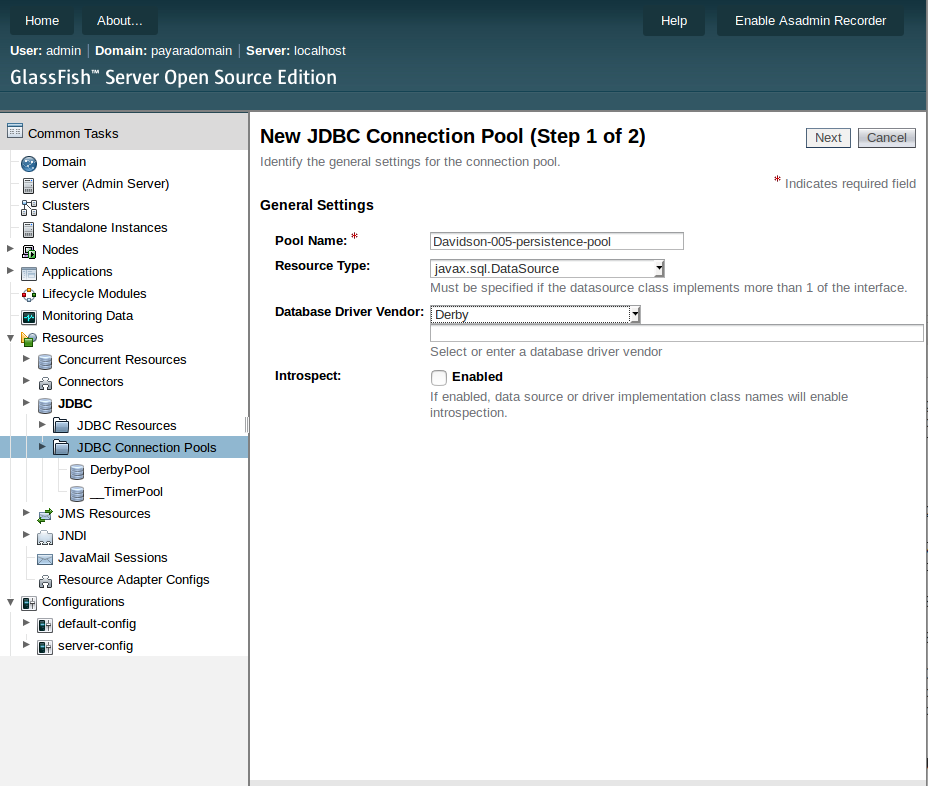 Home About... Help Enable Asadmin Recorder
User: admin | Domain: payaradomain | Server: localhost
GlassFish™ Server Open Source Edition
Common Tasks
Domain
server (Admin Server)
Clusters
Standalone Instances
Nodes
Applications
Lifecycle Modules
Monitoring Data
Resources
Concurrent Resources
Connectors
JDBC
JDBC Resources
JDBC Connection Pools
DerbyPool
__TimerPool
JMS Resources
JNDI
JavaMail Sessions
Resource Adapter Configs
Configurations
default-config
server-config
New JDBC Connection Pool (Step 1 of 2) Next Cancel
Identify the general settings for the connection pool.
* Indicates required field
General Settings
Pool Name: * Davidson-005-persistence-pool
Resource Type: javax.sql.DataSource
Must be specified if the datasource class implements more than 1 of the interface.
Database Driver Vendor: Derby
Select or enter a database driver vendor
Introspect: Enabled
If enabled, data source or driver implementation class names will enable
introspection.